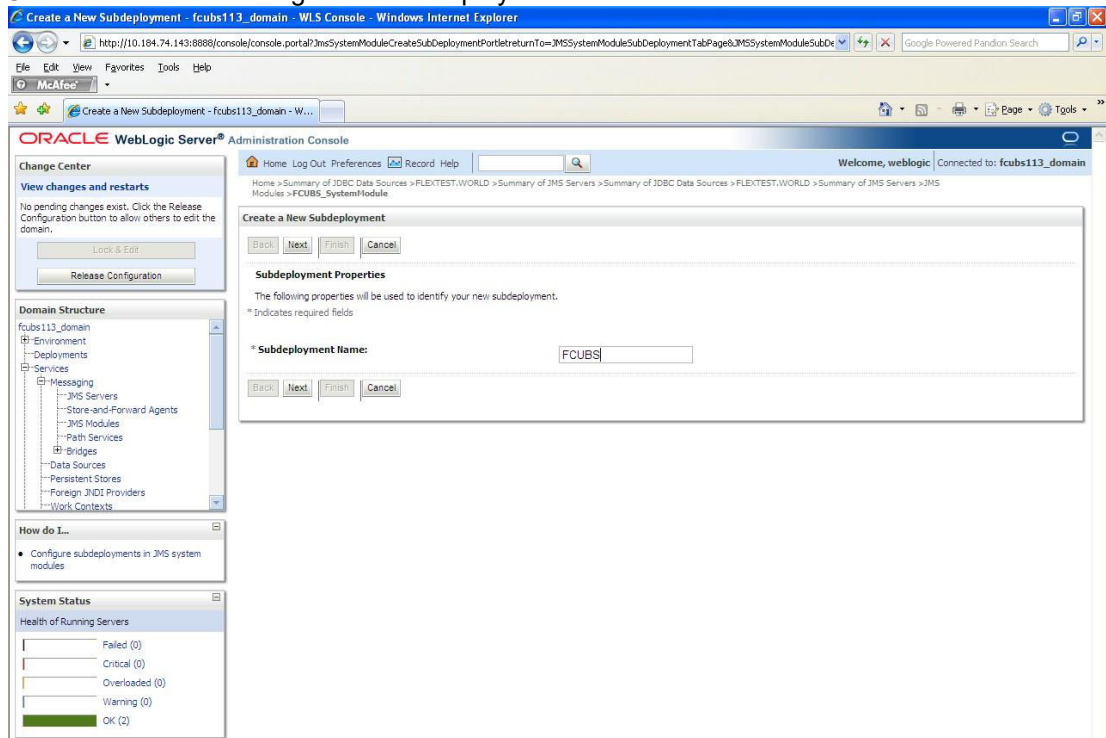 Create a New Subdeployment - fcubs113_domain - WLS Console - Windows Internet Explorer
http://10.184.74.143:8888/console/console.portal?JmsSystemModuleCreateSubDeploymentPortletreturnTo=JMSSystemModuleSubDeploymentTabPage&JMSSystemModuleSubDe
Google Powered Pandion Search
File Edit View Favorites Tools Help
McAfee
Create a New Subdeployment - fcubs113_domain - W...
Page Tools
ORACLE WebLogic Server® Administration Console
Change Center
View changes and restarts
No pending changes exist. Click the Release
Configuration button to allow others to edit the
domain.
Lock & Edit
Release Configuration
Domain Structure
fcubs113_domain
Environment
Deployments
Services
Messaging
JMS Servers
Store-and-Forward Agents
JMS Modules
Path Services
Bridges
Data Sources
Persistent Stores
Foreign JNDI Providers
Work Contexts
How do I...
Configure subdeployments in JMS system
modules
System Status
Health of Running Servers
Failed (0)
Critical (0)
Overloaded (0)
Warning (0)
OK (2)
Home Log Out Preferences Record Help
Welcome, weblogic Connected to: fcubs113_domain
Home >Summary of JDBC Data Sources >FLEXTEST.WORLD >Summary of JMS Servers >Summary of JDBC Data Sources >FLEXTEST.WORLD >Summary of JMS Servers >JMS
Modules >FCUBS_SystemModule
Create a New Subdeployment
Back Next Finish Cancel
Subdeployment Properties
The following properties will be used to identify your new subdeployment.
* Indicates required fields
* Subdeployment Name: FCUBS
Back Next Finish Cancel